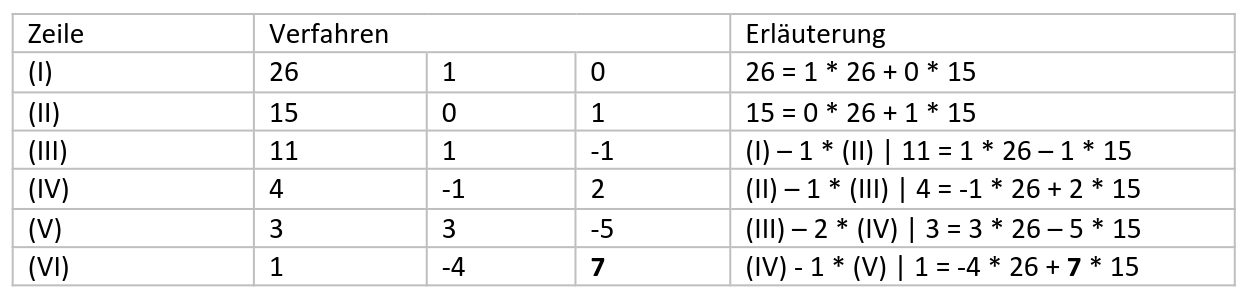 Zeile Verfahren Erläuterung
(I) 26 1 0 26 = 1 * 26 + 0 * 15
(II) 15 0 1 15 = 0 * 26 + 1 * 15
(III) 11 1 -1 (I) – 1 * (II) | 11 = 1 * 26 – 1 * 15
(IV) 4 -1 2 (II) – 1 * (III) | 4 = -1 * 26 + 2 * 15
(V) 3 3 -5 (III) – 2 * (IV) | 3 = 3 * 26 – 5 * 15
(VI) 1 -4 7 (IV) - 1 * (V) | 1 = -4 * 26 + 7 * 15